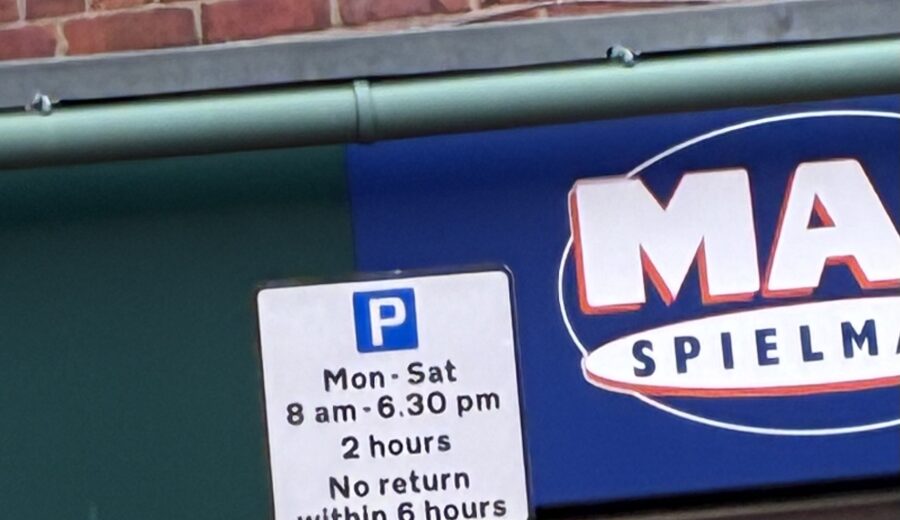 P
Mon - Sat
8 am - 6.30 pm
2 hours
No return
within 6 hours
MA
SPIELMA